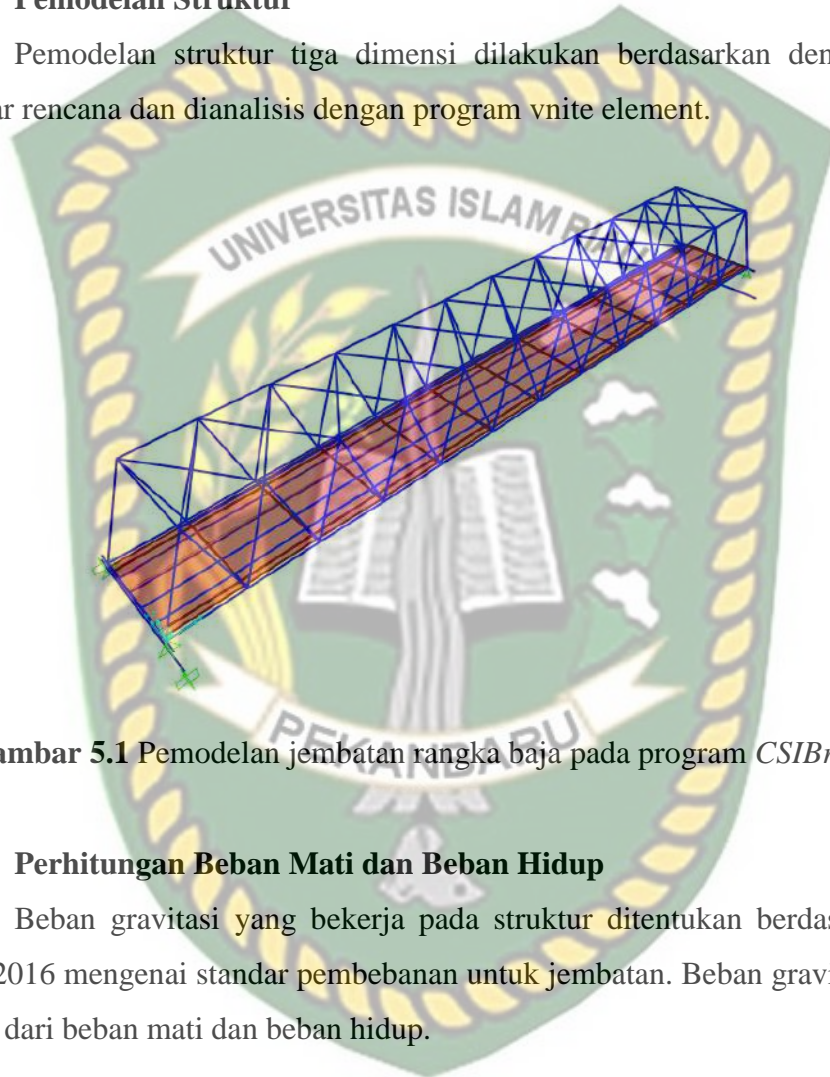 Pemodelan Struktur
Pemodelan struktur tiga dimensi dilakukan berdasarkan den
ar rencana dan dianalisis dengan program vnite element.
UNIVERSITAS ISLAM RIAU
PEKANBARU
ambar 5.1 Pemodelan jembatan rangka baja pada program CSIBr
Perhitungan Beban Mati dan Beban Hidup
Beban gravitasi yang bekerja pada struktur ditentukan berdas
2016 mengenai standar pembebanan untuk jembatan. Beban gravi
dari beban mati dan beban hidup.